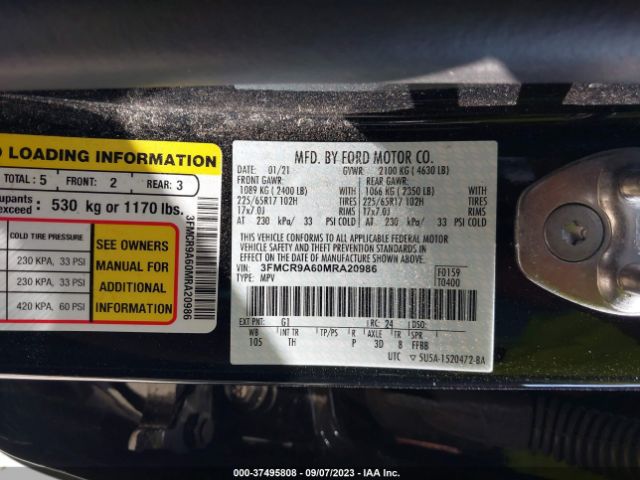 O LOADING INFORMATION
TOTAL: 5 FRONT: 2 REAR: 3
upants
exceed: 530 kg or 1170 lbs.
COLD TIRE PRESSURE
230 KPA, 33 PSI
230 KPA, 33 PSI
420 KPA, 60 PSI
SEE OWNERS
MANUAL FOR
ADDITIONAL
INFORMATION
3FMCR9A60MRA20986
MFD. BY FORD MOTOR CO.
DATE: 01/21 GVWR: 2100 KG ( 4630 LB)
FRONT GAWR: REAR GAWR:
1089 KG ( 2400 LB) WITH 1066 KG ( 2350 LB) WITH
225/65R17 102H TIRES 225/65R17 102H TIRES
17x7.0J RIMS 17x7.0J RIMS
AT 230 kPa/ 33 PSI COLD AT 230 kPa/ 33 PSI COLD
THIS VEHICLE CONFORMS TO ALL APPLICABLE FEDERAL MOTOR
VEHICLE SAFETY AND THEFT PREVENTION STANDARDS IN
EFFECT ON THE DATE OF MANUFACTURE SHOWN ABOVE.
VIN: 3FMCR9A60MRA20986
TYPE: MPV
F0159
T0400
EXT PNT: G1 RC: 24 DSO:
WB INT TR TP/PS R AXLE TR SPR
105 TH P 3D 8 FFBB
UTC ▽ 5U5A-1520472-BA
000-37495808 - 09/07/2023 - IAA Inc.